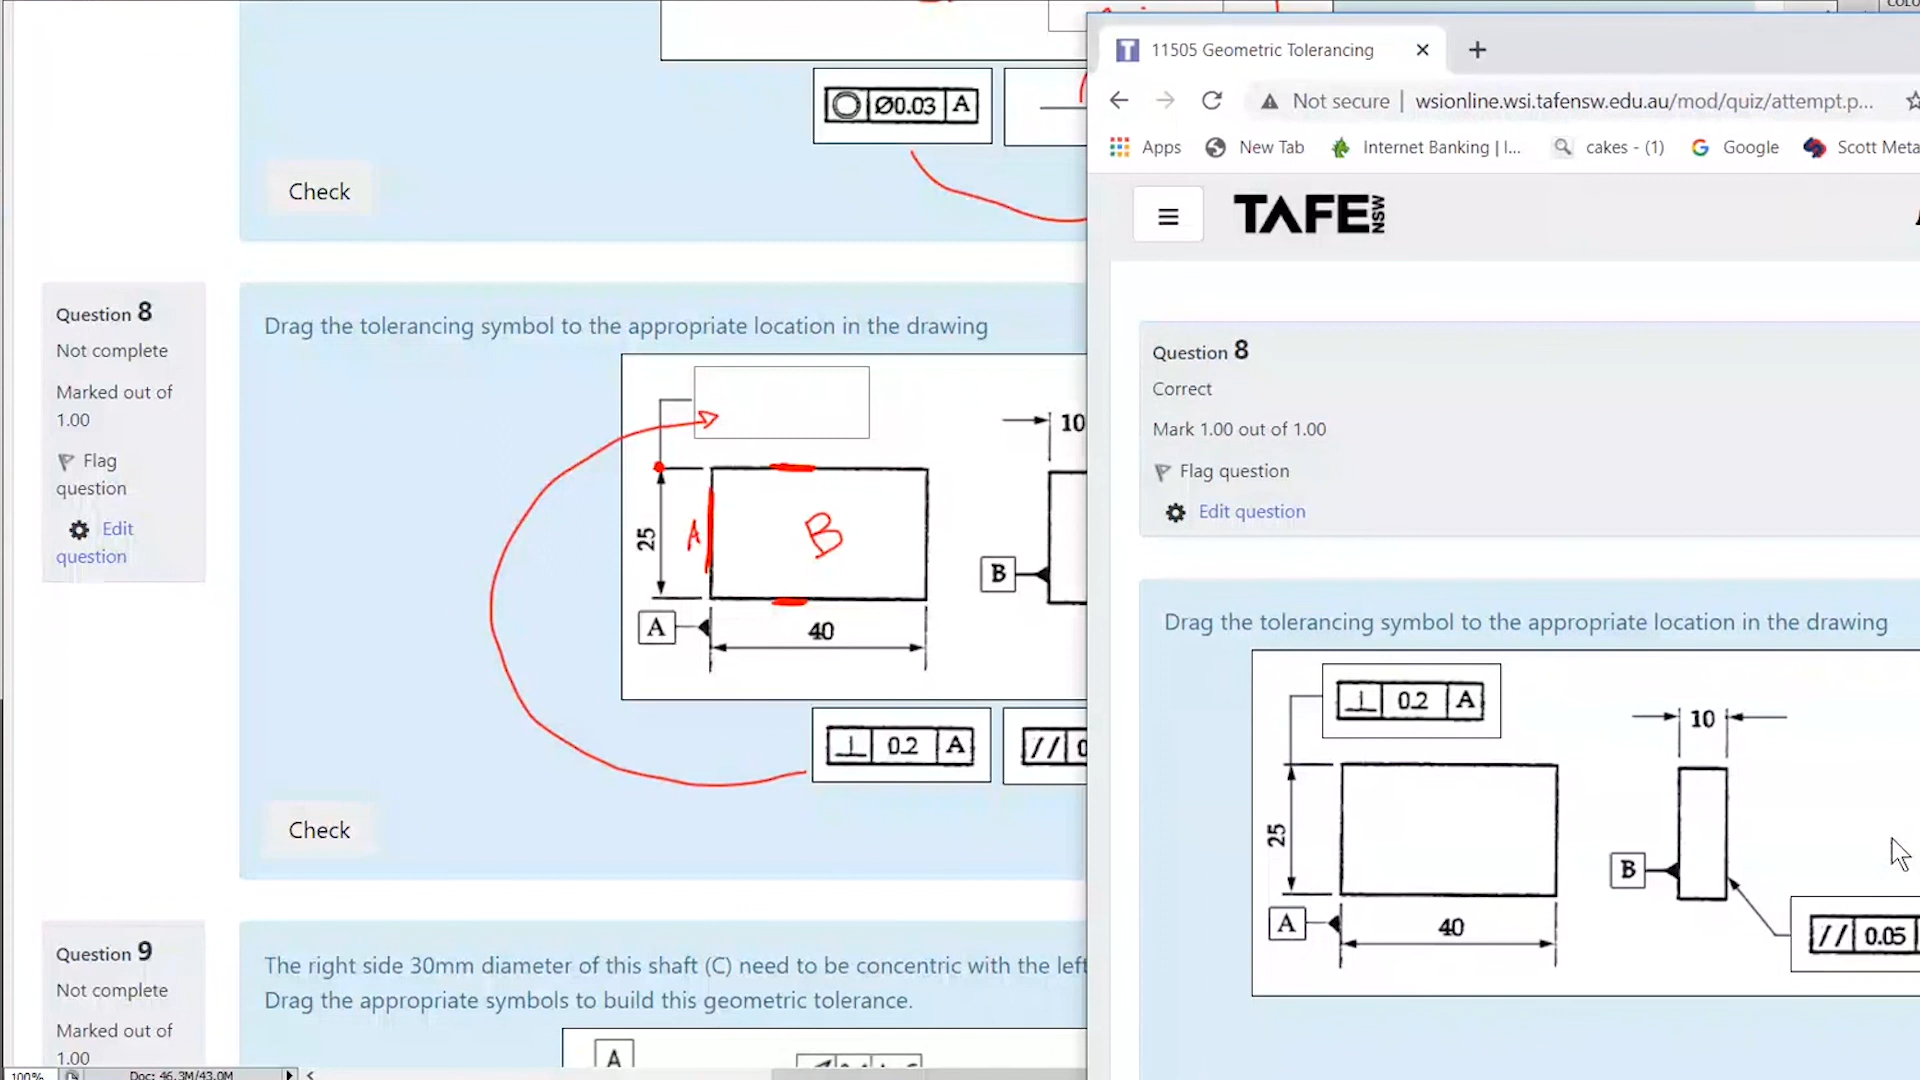 Ø0.03 A
Check
Question 8
Not complete
Marked out of
1.00
Flag
question
Edit
question
Drag the tolerancing symbol to the appropriate location in the drawing
10
25
A
B
B
A
40
⊥ 0.2 A
//
Check
Question 9
Not complete
Marked out of
1.00
The right side 30mm diameter of this shaft (C) need to be concentric with the left
Drag the appropriate symbols to build this geometric tolerance.
A
100%
Doc: 46.3M/43.0M
11505 Geometric Tolerancing
Not secure
wsionline.wsi.tafensw.edu.au/mod/quiz/attempt.p...
Apps
New Tab
Internet Banking | I...
cakes - (1)
Google
Scott Meta
TAFE NSW
Question 8
Correct
Mark 1.00 out of 1.00
Flag question
Edit question
Drag the tolerancing symbol to the appropriate location in the drawing
⊥ 0.2 A
10
25
B
A
40
// 0.05